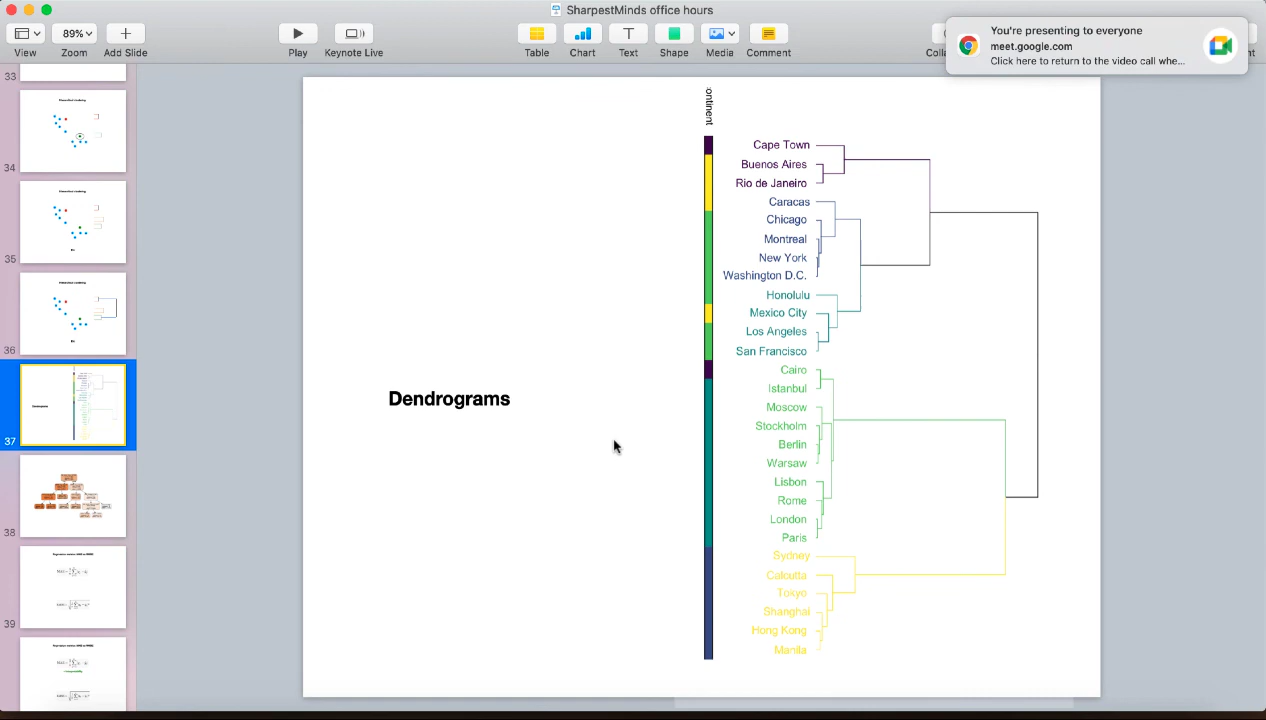 SharpestMinds office hours
View
89%
Zoom
Add Slide
Play
Keynote Live
Table
Chart
Text
Shape
Media
Comment
You're presenting to everyone
meet.google.com
Click here to return to the video call whe...
33
34
35
36
37
38
39
Dendrograms
Cape Town
Buenos Aires
Rio de Janeiro
Caracas
Chicago
Montreal
New York
Washington D.C.
Honolulu
Mexico City
Los Angeles
San Francisco
Cairo
Istanbul
Moscow
Stockholm
Berlin
Warsaw
Lisbon
Rome
London
Paris
Sydney
Calcutta
Tokyo
Shanghai
Hong Kong
Manila